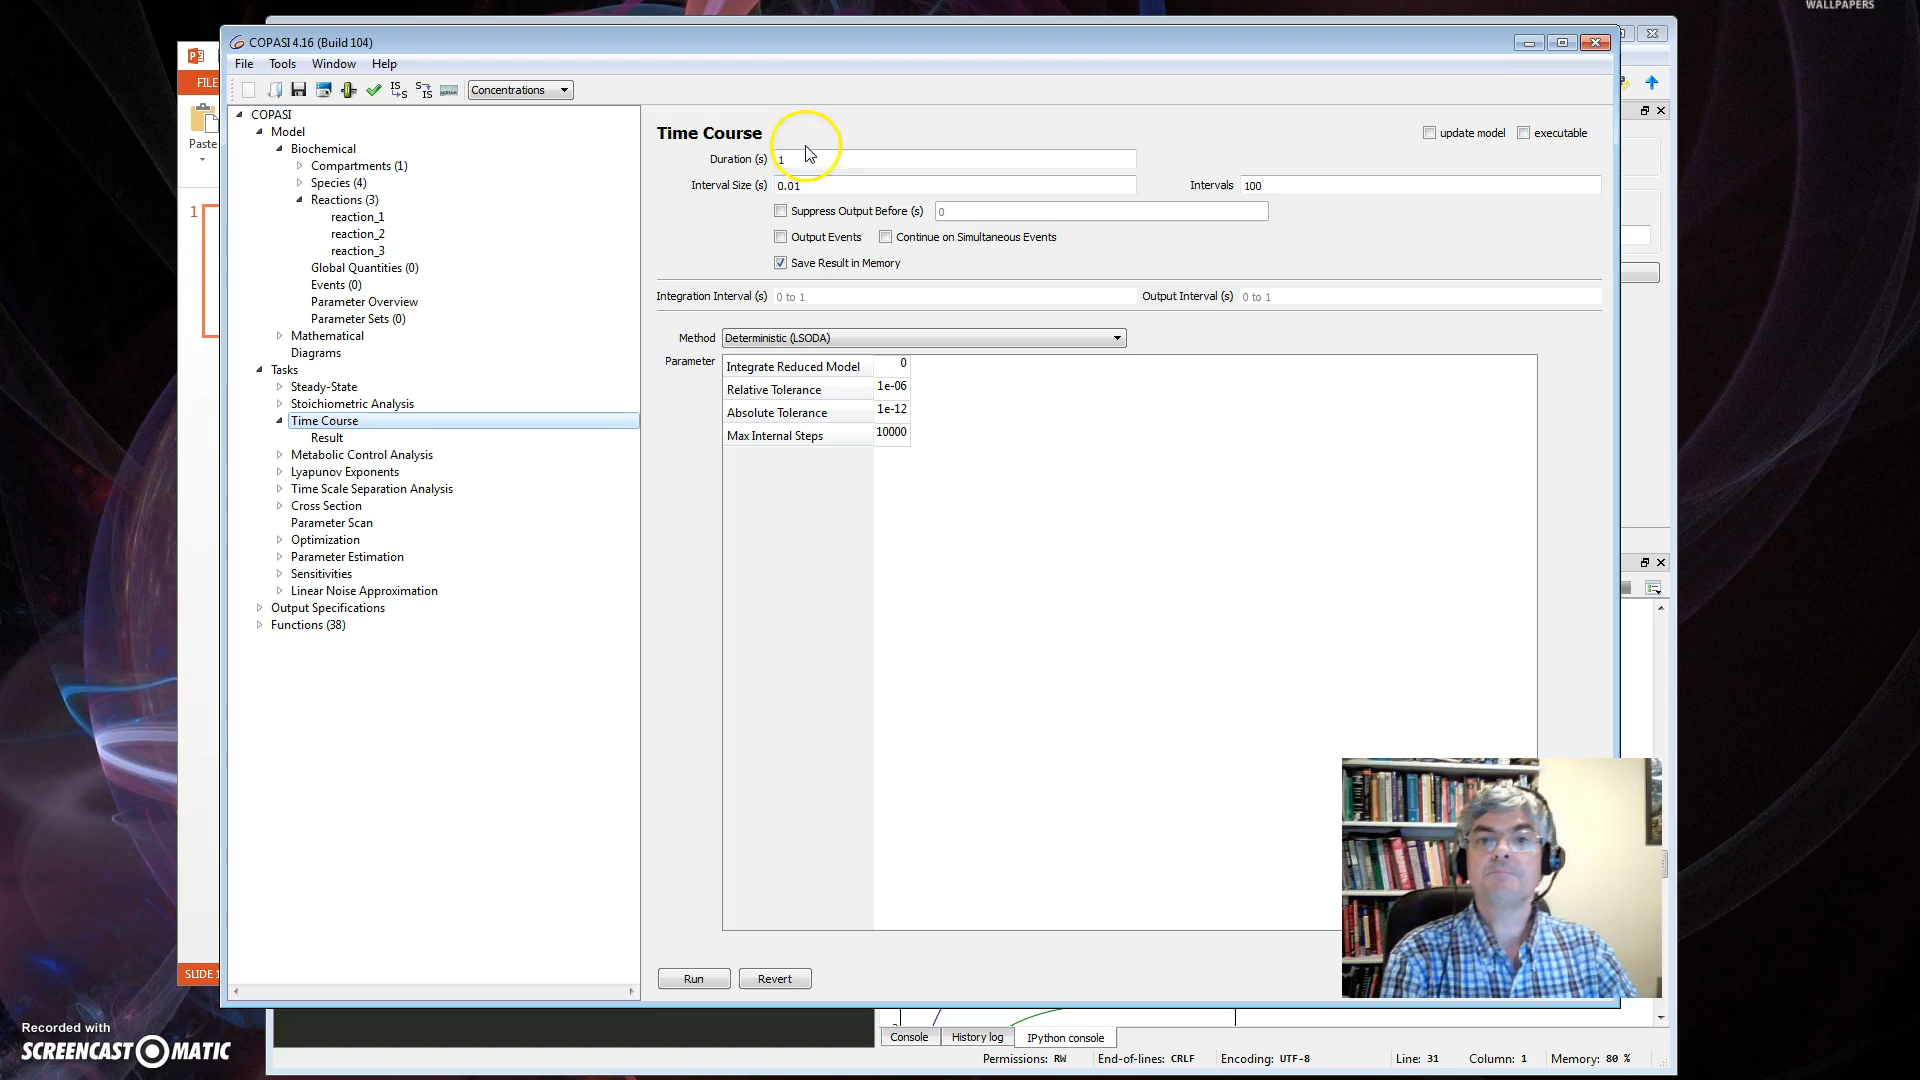 WALLPAPERS
COPASI 4.16 (Build 104)
File Tools Window Help
FILE
Concentrations
Paste
1
COPASI
Model
Biochemical
Compartments (1)
Species (4)
Reactions (3)
reaction_1
reaction_2
reaction_3
Global Quantities (0)
Events (0)
Parameter Overview
Parameter Sets (0)
Mathematical
Diagrams
Tasks
Steady-State
Stoichiometric Analysis
Time Course
Result
Metabolic Control Analysis
Lyapunov Exponents
Time Scale Separation Analysis
Cross Section
Parameter Scan
Optimization
Parameter Estimation
Sensitivities
Linear Noise Approximation
Output Specifications
Functions (38)
Time Course update model executable
Duration (s) 1
Interval Size (s) 0.01 Intervals 100
Suppress Output Before (s) 0
Output Events Continue on Simultaneous Events
Save Result in Memory
Integration Interval (s) 0 to 1 Output Interval (s) 0 to 1
Method Deterministic (LSODA)
Parameter
Integrate Reduced Model 0
Relative Tolerance 1e-06
Absolute Tolerance 1e-12
Max Internal Steps 10000
Run Revert
SLIDE 1
Console History log IPython console
Permissions: RW End-of-lines: CRLF Encoding: UTF-8 Line: 31 Column: 1 Memory: 80 %
Recorded with
SCREENCAST-O-MATIC